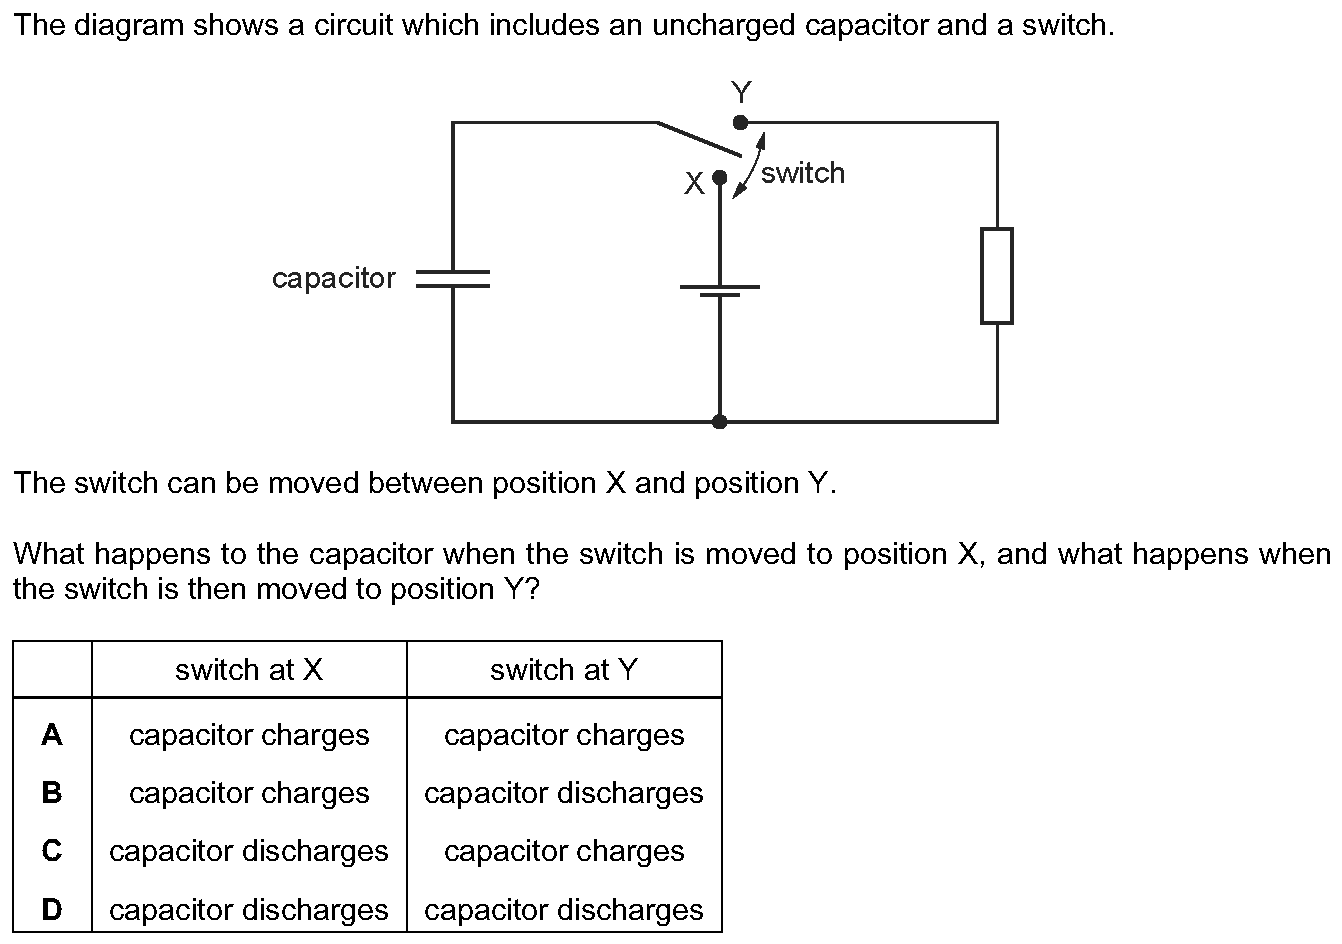 The diagram shows a circuit which includes an uncharged capacitor and a switch.
Y
switch
X
capacitor
The switch can be moved between position X and position Y.
What happens to the capacitor when the switch is moved to position X, and what happens when
the switch is then moved to position Y?
switch at X switch at Y
A capacitor charges capacitor charges
B capacitor charges capacitor discharges
C capacitor discharges capacitor charges
D capacitor discharges capacitor discharges